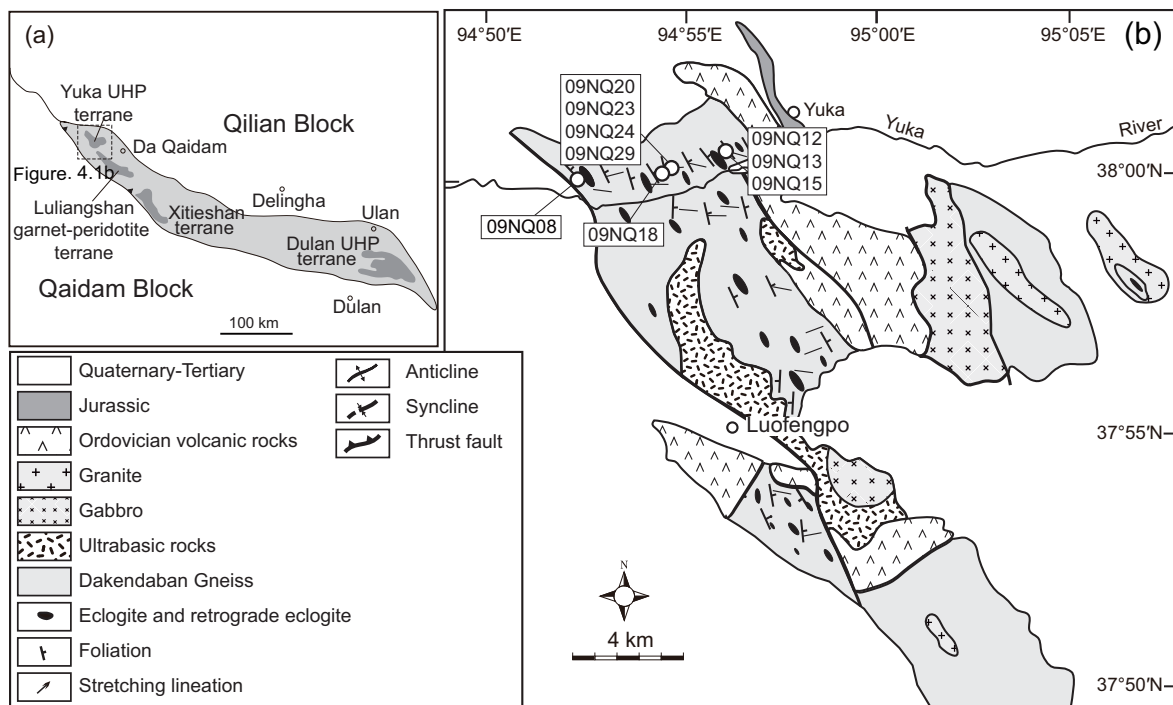 (a)
Yuka UHP
terrane
Qilian Block
Da Qaidam
Figure. 4.1b
Luliangshan
garnet-peridotite
terrane
Xitieshan
terrane
Delingha
Ulan
Dulan UHP
terrane
Qaidam Block
Dulan
100 km
94°50′E
94°55′E
95°00′E
95°05′E
(b)
09NQ20
09NQ23
09NQ24
09NQ29
Yuka
Yuka
River
09NQ12
09NQ13
09NQ15
38°00′N
09NQ08
09NQ18
Luofengpo
37°55′N
N
4 km
37°50′N
Quaternary-Tertiary
Jurassic
Ordovician volcanic rocks
Granite
Gabbro
Ultrabasic rocks
Dakendaban Gneiss
Eclogite and retrograde eclogite
Foliation
Stretching lineation
Anticline
Syncline
Thrust fault